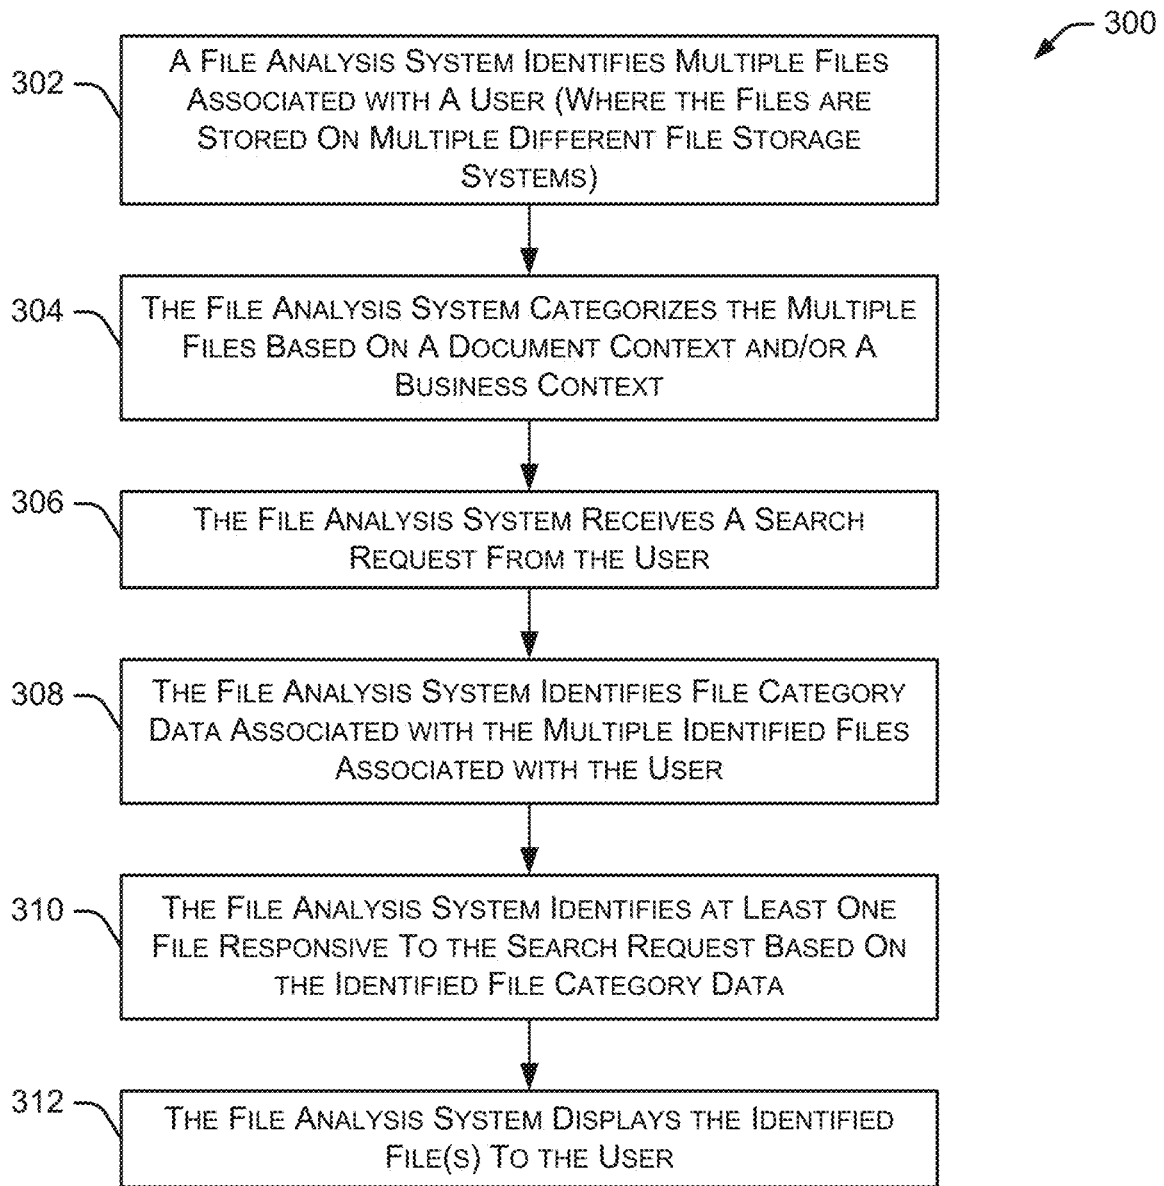 300
302
A FILE ANALYSIS SYSTEM IDENTIFIES MULTIPLE FILES
ASSOCIATED WITH A USER (WHERE THE FILES ARE
STORED ON MULTIPLE DIFFERENT FILE STORAGE
SYSTEMS)
304
THE FILE ANALYSIS SYSTEM CATEGORIZES THE MULTIPLE
FILES BASED ON A DOCUMENT CONTEXT AND/OR A
BUSINESS CONTEXT
306
THE FILE ANALYSIS SYSTEM RECEIVES A SEARCH
REQUEST FROM THE USER
308
THE FILE ANALYSIS SYSTEM IDENTIFIES FILE CATEGORY
DATA ASSOCIATED WITH THE MULTIPLE IDENTIFIED FILES
ASSOCIATED WITH THE USER
310
THE FILE ANALYSIS SYSTEM IDENTIFIES AT LEAST ONE
FILE RESPONSIVE TO THE SEARCH REQUEST BASED ON
THE IDENTIFIED FILE CATEGORY DATA
312
THE FILE ANALYSIS SYSTEM DISPLAYS THE IDENTIFIED
FILE(S) TO THE USER